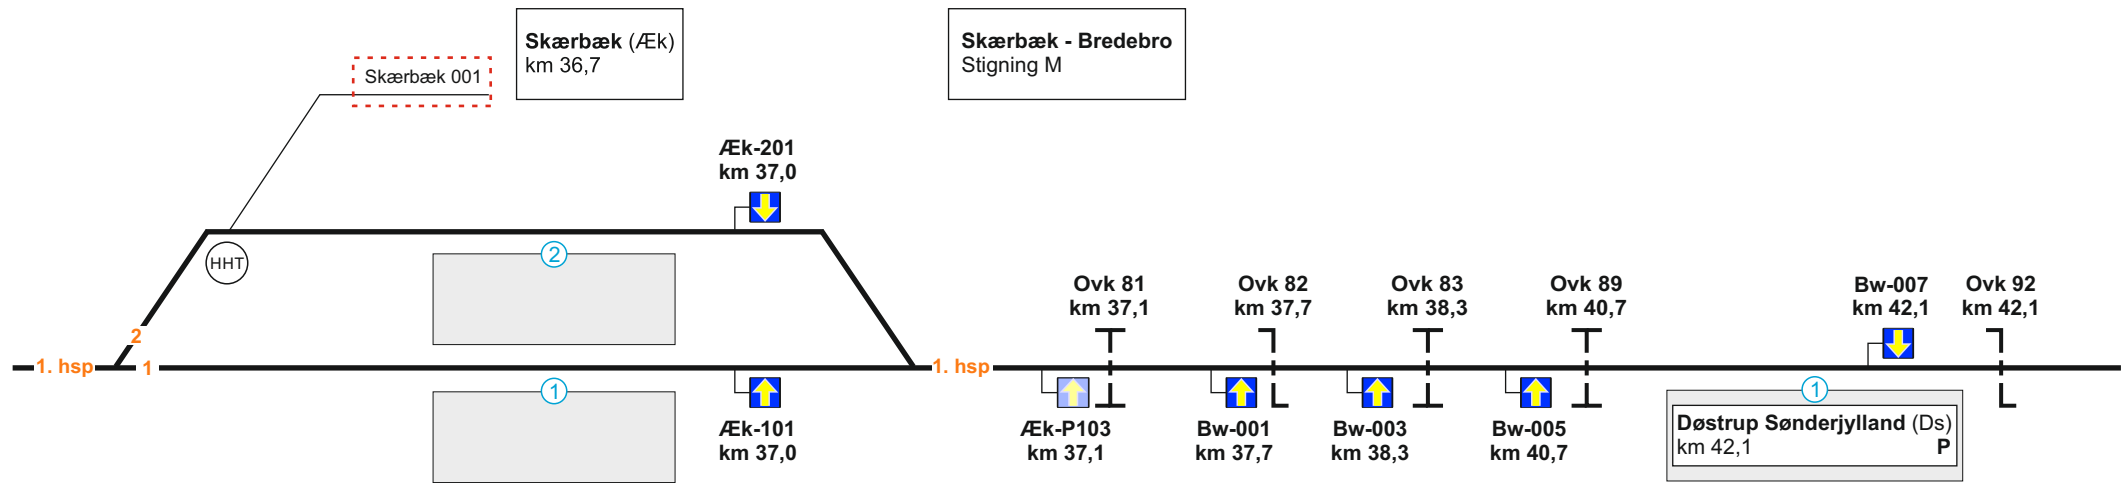 Skærbæk 001
Skærbæk (Æk)
km 36,7
Skærbæk - Bredebro
Stigning M
Æk-201
km 37,0
HHT
2
2
1. hsp
1
1
1. hsp
Æk-101
km 37,0
Ovk 81
km 37,1
Ovk 82
km 37,7
Ovk 83
km 38,3
Ovk 89
km 40,7
Bw-007
km 42,1
Ovk 92
km 42,1
Æk-P103
km 37,1
Bw-001
km 37,7
Bw-003
km 38,3
Bw-005
km 40,7
1
Døstrup Sønderjylland (Ds)
km 42,1 P